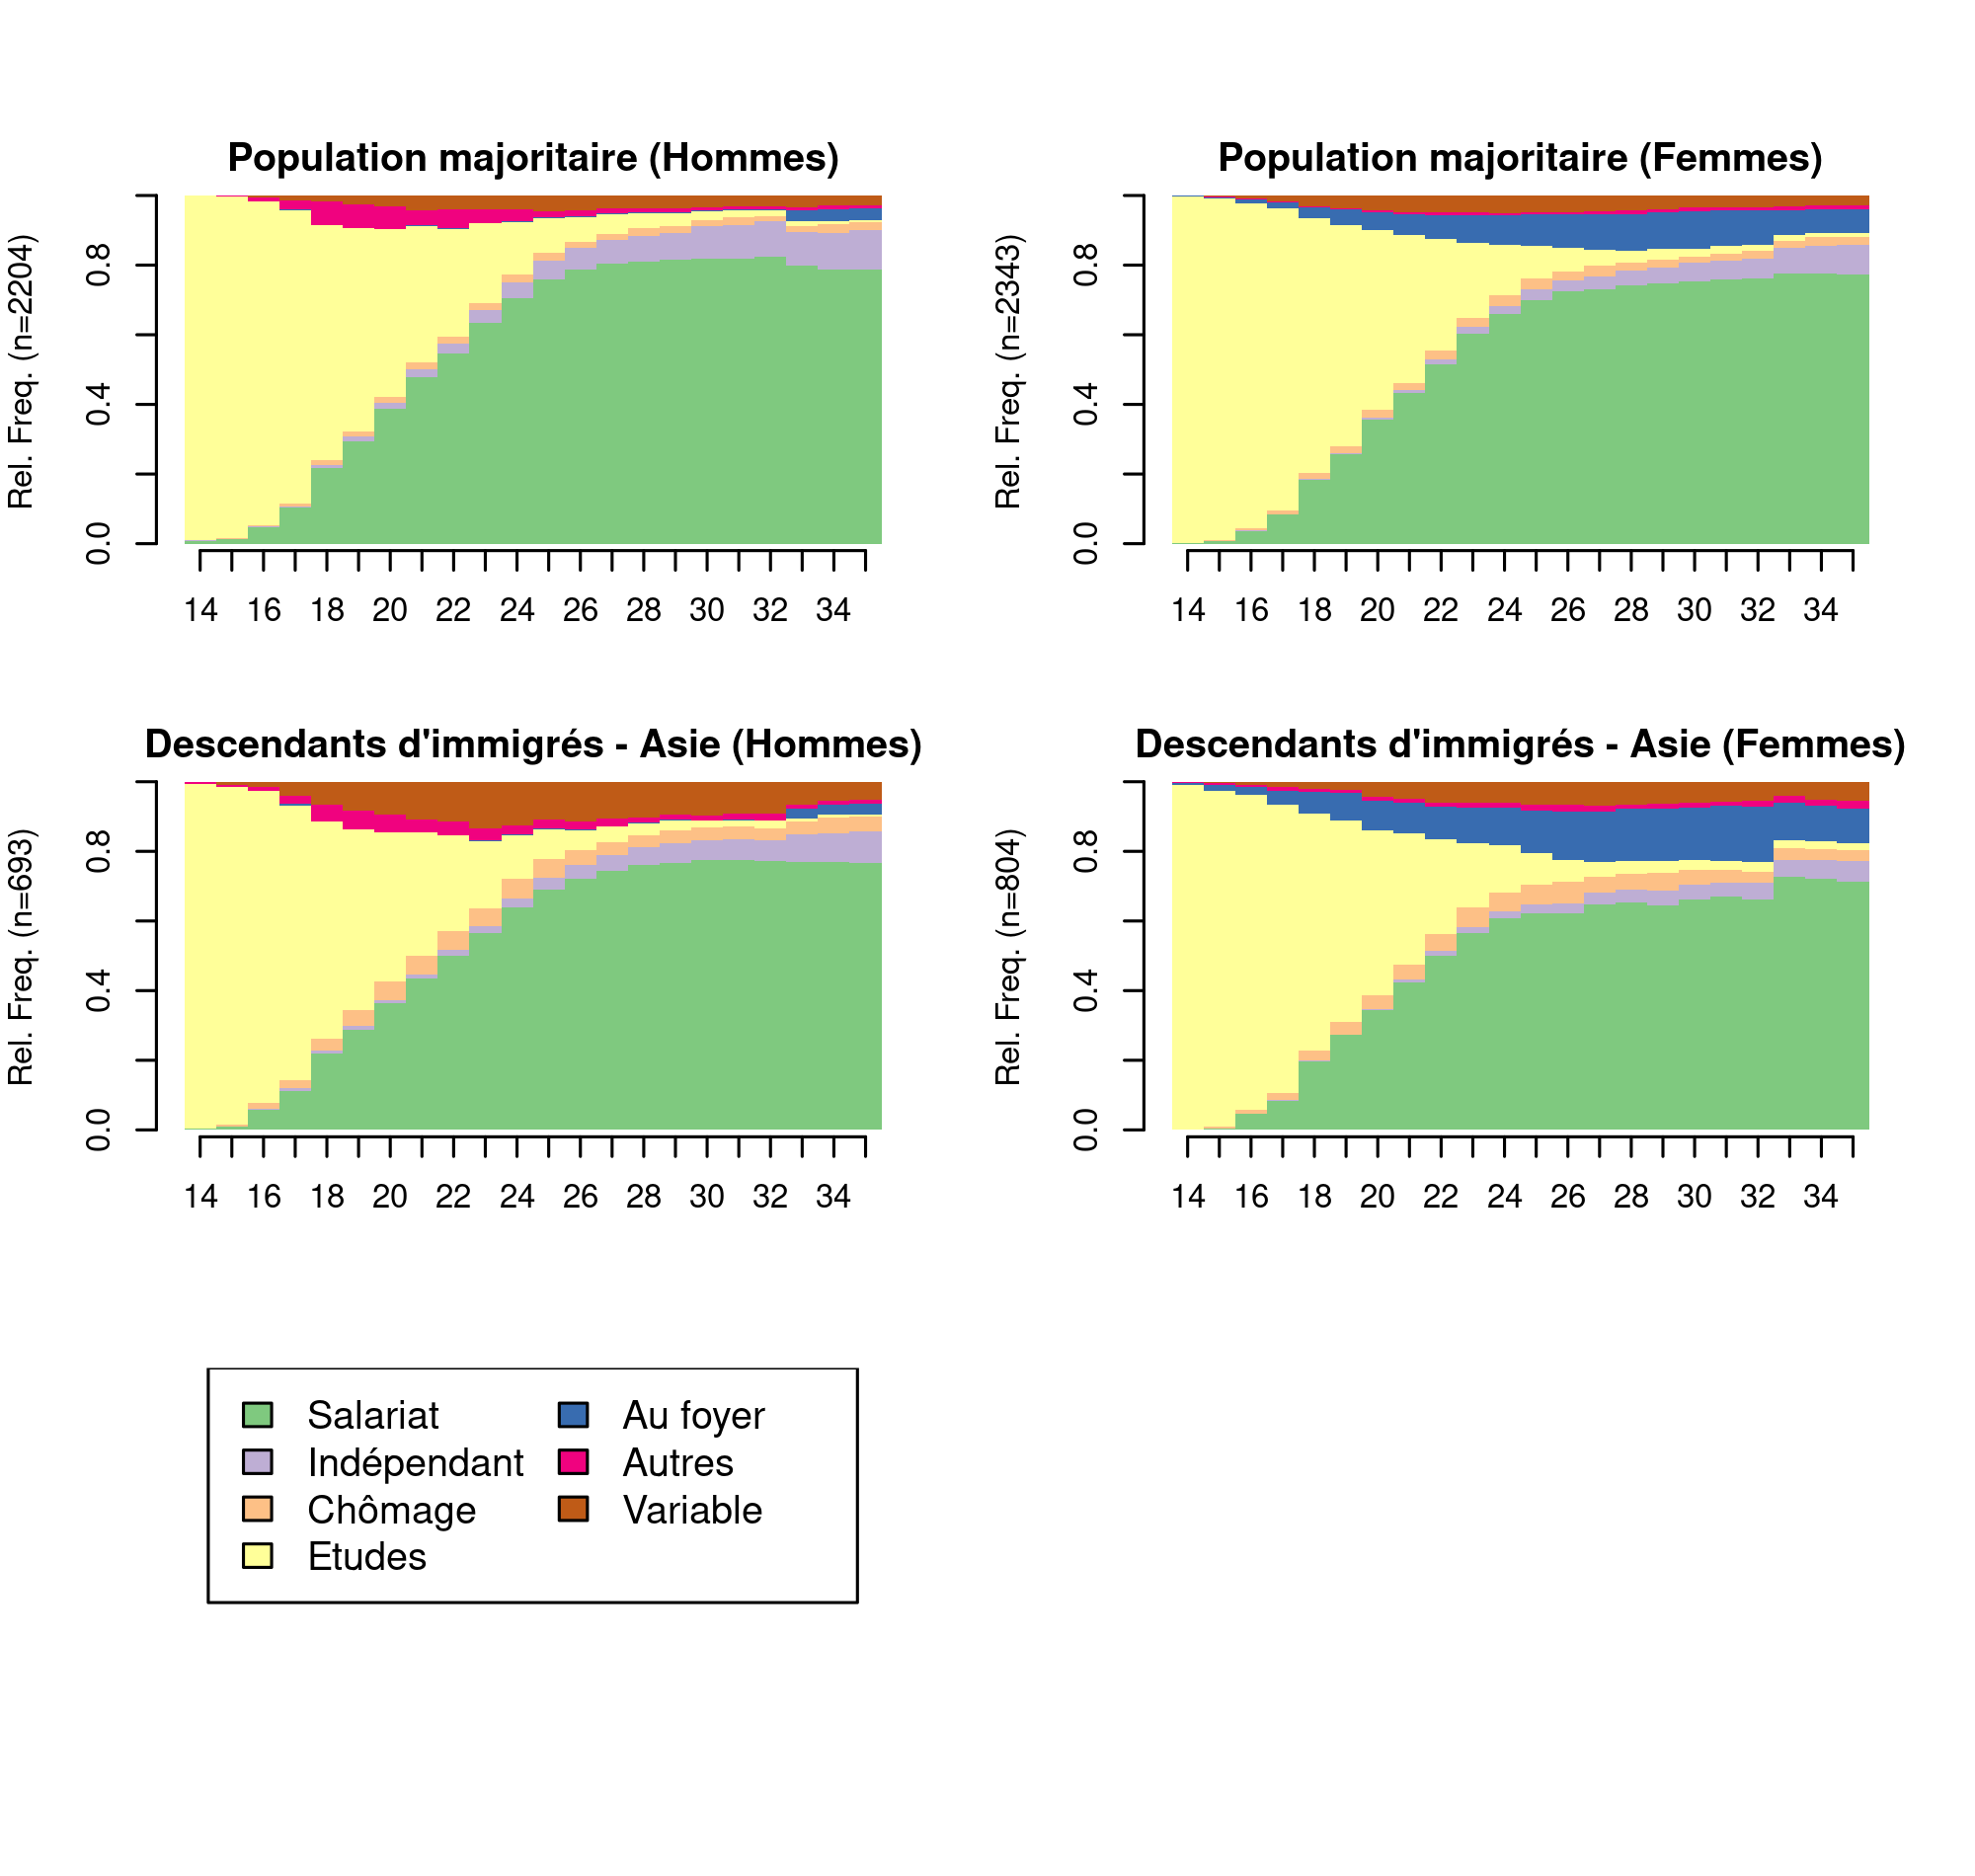 Population majoritaire (Hommes)
Rel. Freq. (n=2204)
0.0 0.4 0.8
14 16 18 20 22 24 26 28 30 32 34
Population majoritaire (Femmes)
Rel. Freq. (n=2343)
0.0 0.4 0.8
14 16 18 20 22 24 26 28 30 32 34
Descendants d'immigrés - Asie (Hommes)
Rel. Freq. (n=693)
0.0 0.4 0.8
14 16 18 20 22 24 26 28 30 32 34
Descendants d'immigrés - Asie (Femmes)
Rel. Freq. (n=804)
0.0 0.4 0.8
14 16 18 20 22 24 26 28 30 32 34
Salariat
Indépendant
Chômage
Etudes
Au foyer
Autres
Variable